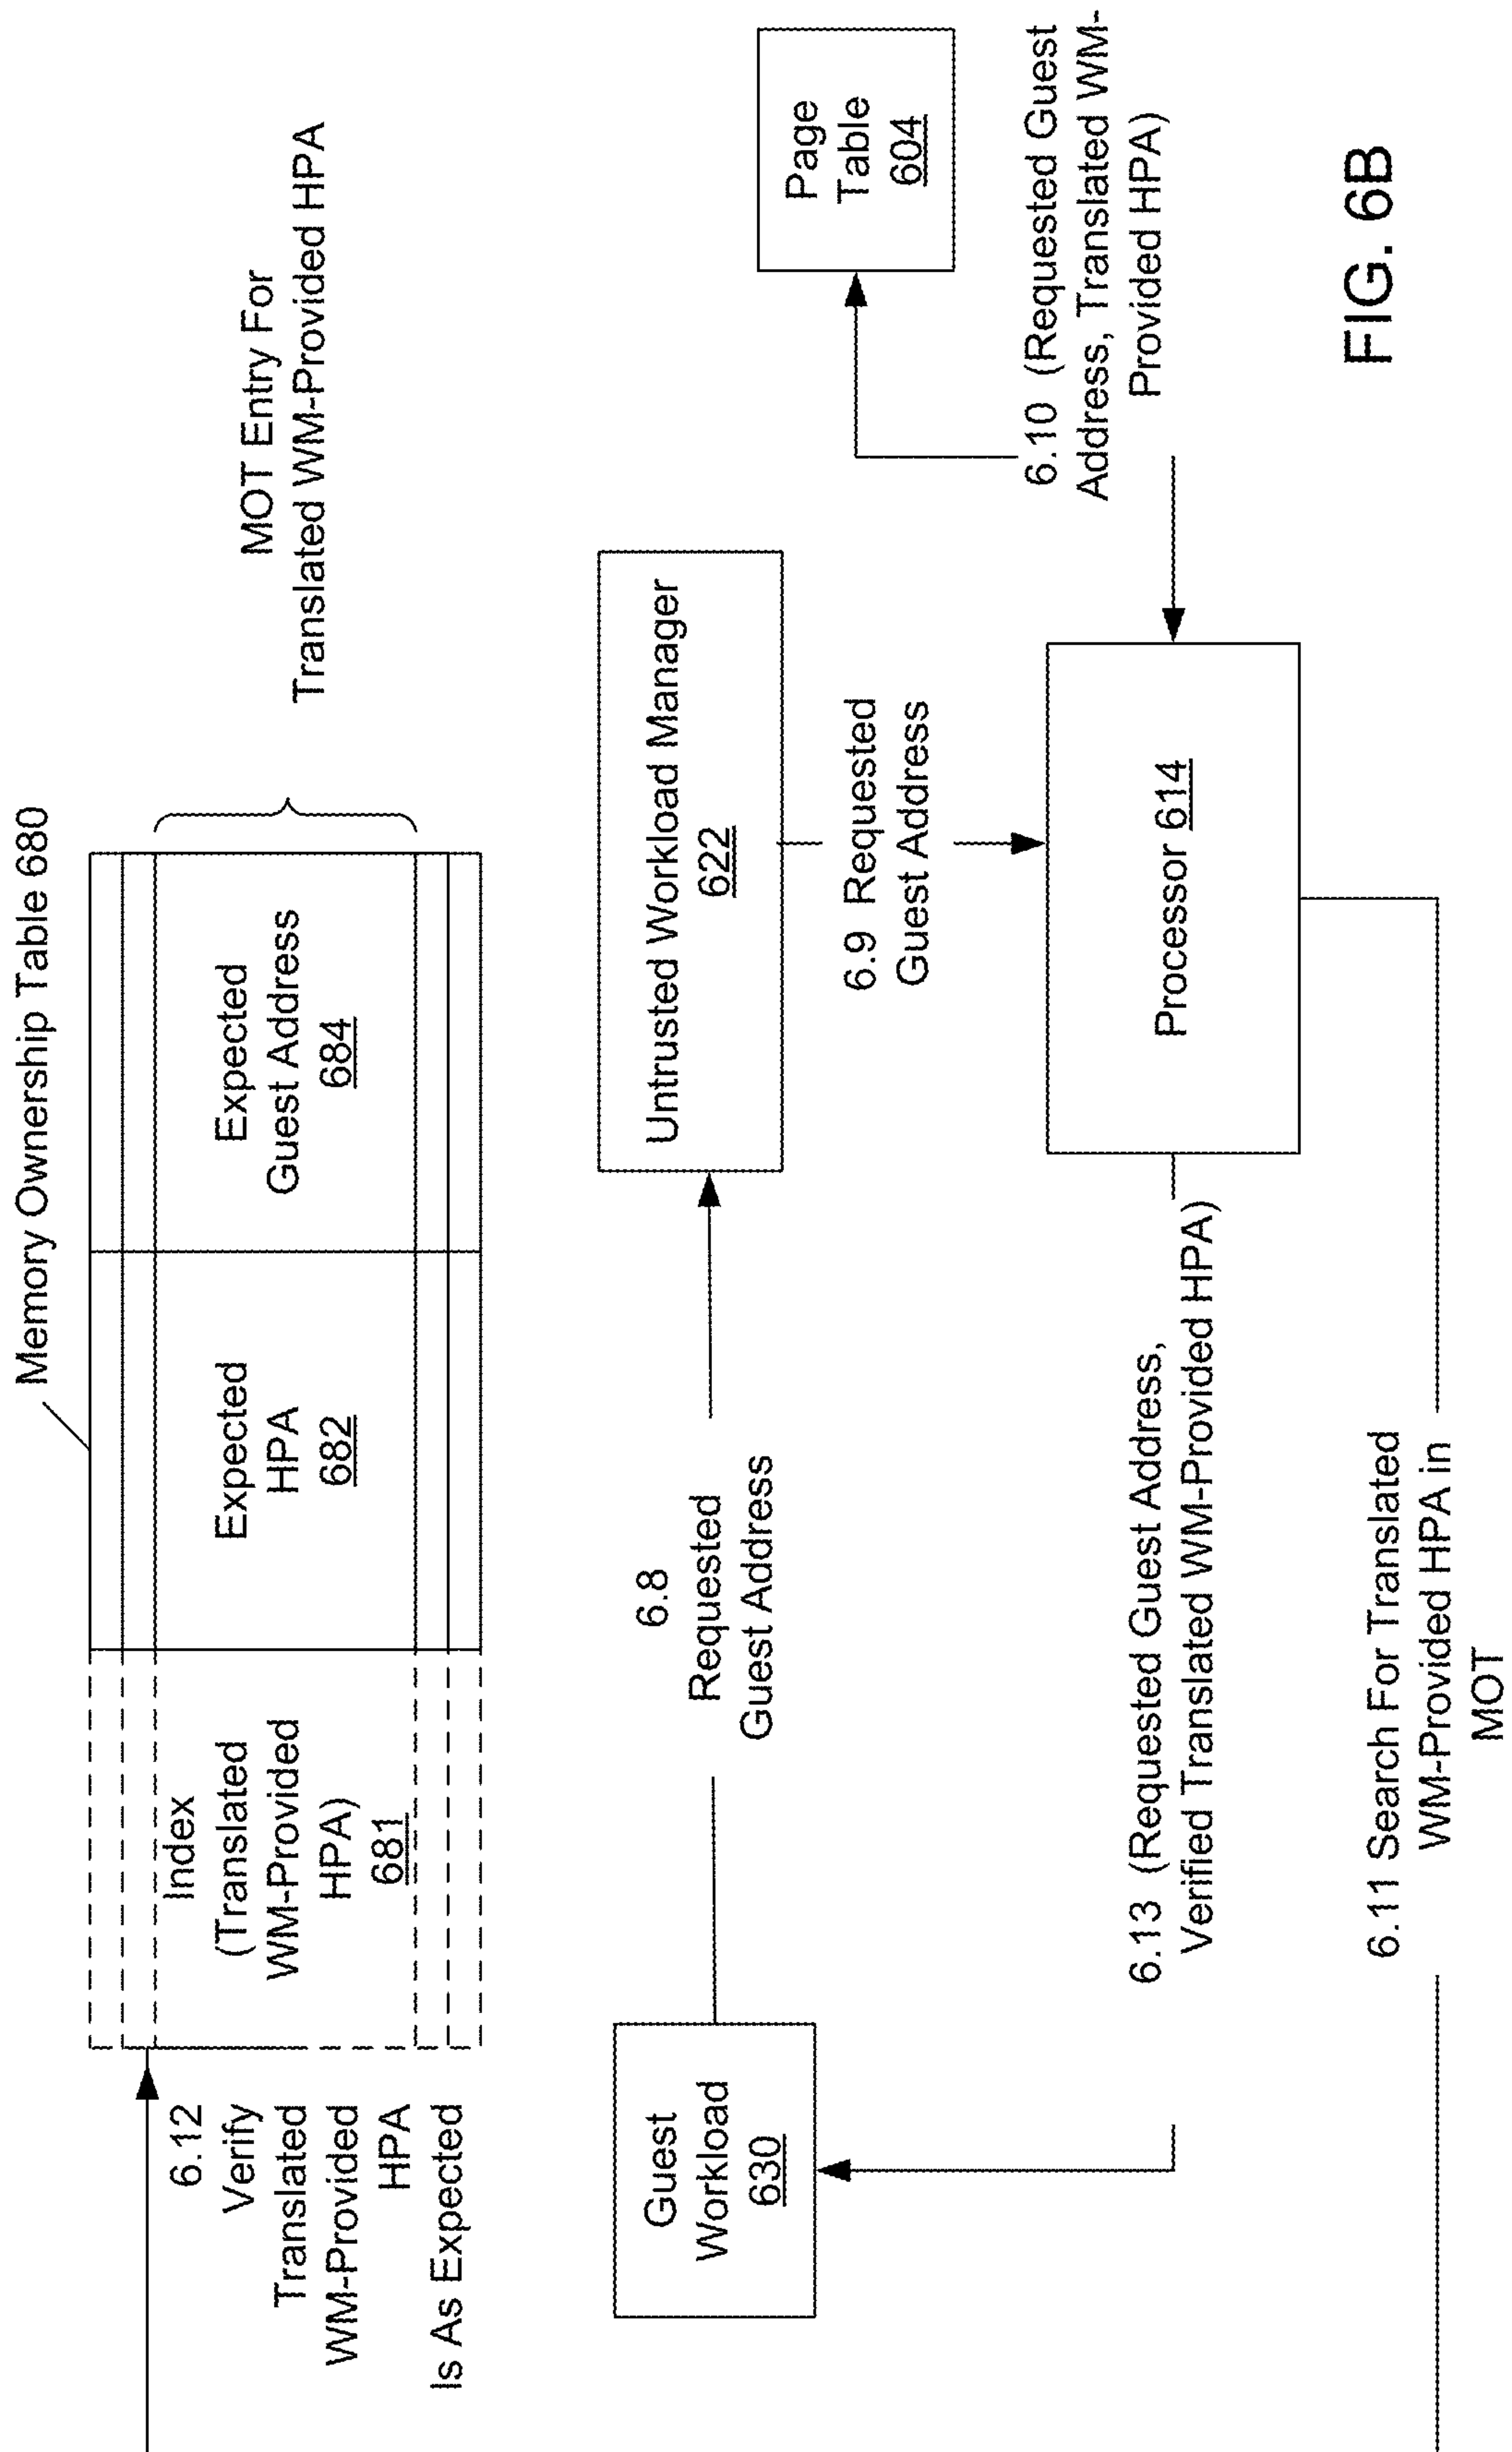 Memory Ownership Table 680
Index
(Translated
WM-Provided
HPA)
681
Expected
HPA
682
Expected
Guest Address
684
MOT Entry For
Translated WM-Provided HPA
6.12
Verify
Translated
WM-Provided
HPA
Is As Expected
Guest
Workload
630
6.8
Requested
Guest Address
Untrusted Workload Manager
622
6.9 Requested
Guest Address
Page
Table
604
6.10 (Requested Guest
Address, Translated WM-
Provided HPA)
Processor 614
6.13 (Requested Guest Address,
Verified Translated WM-Provided HPA)
6.11 Search For Translated
WM-Provided HPA in
MOT
FIG. 6B